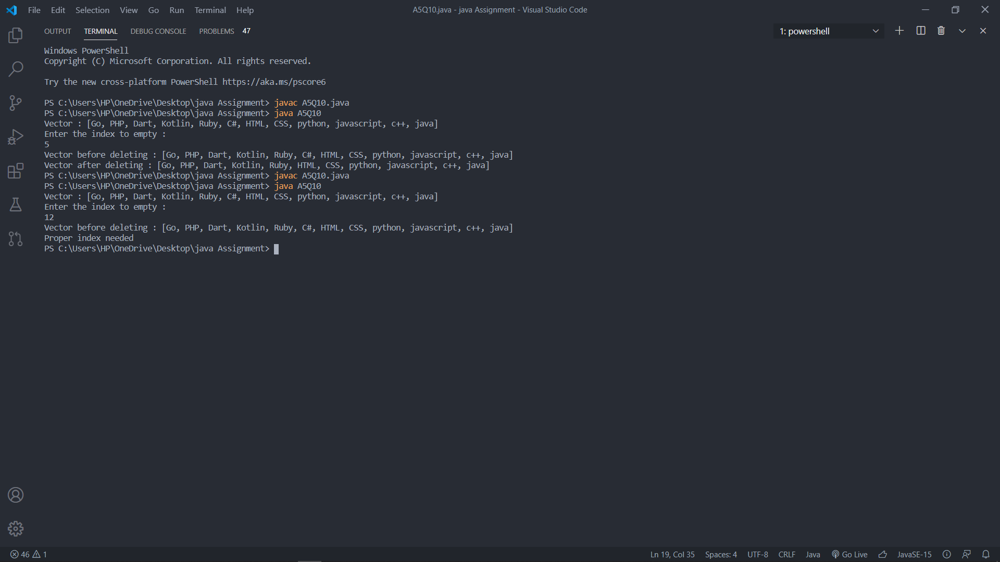 File Edit Selection View Go Run Terminal Help
A5Q10.java - java Assignment - Visual Studio Code
OUTPUT TERMINAL DEBUG CONSOLE PROBLEMS 47
1: powershell
Windows PowerShell
Copyright (C) Microsoft Corporation. All rights reserved.
Try the new cross-platform PowerShell https://aka.ms/pscore6
PS C:\Users\HP\OneDrive\Desktop\java Assignment> javac A5Q10.java
PS C:\Users\HP\OneDrive\Desktop\java Assignment> java A5Q10
Vector : [Go, PHP, Dart, Kotlin, Ruby, C#, HTML, CSS, python, javascript, c++, java]
Enter the index to empty :
5
Vector before deleting : [Go, PHP, Dart, Kotlin, Ruby, C#, HTML, CSS, python, javascript, c++, java]
Vector after deleting : [Go, PHP, Dart, Kotlin, Ruby, HTML, CSS, python, javascript, c++, java]
PS C:\Users\HP\OneDrive\Desktop\java Assignment> javac A5Q10.java
PS C:\Users\HP\OneDrive\Desktop\java Assignment> java A5Q10
Vector : [Go, PHP, Dart, Kotlin, Ruby, C#, HTML, CSS, python, javascript, c++, java]
Enter the index to empty :
12
Vector before deleting : [Go, PHP, Dart, Kotlin, Ruby, C#, HTML, CSS, python, javascript, c++, java]
Proper index needed
PS C:\Users\HP\OneDrive\Desktop\java Assignment>
46 1
Ln 19, Col 35 Spaces: 4 UTF-8 CRLF Java Go Live JavaSE-15